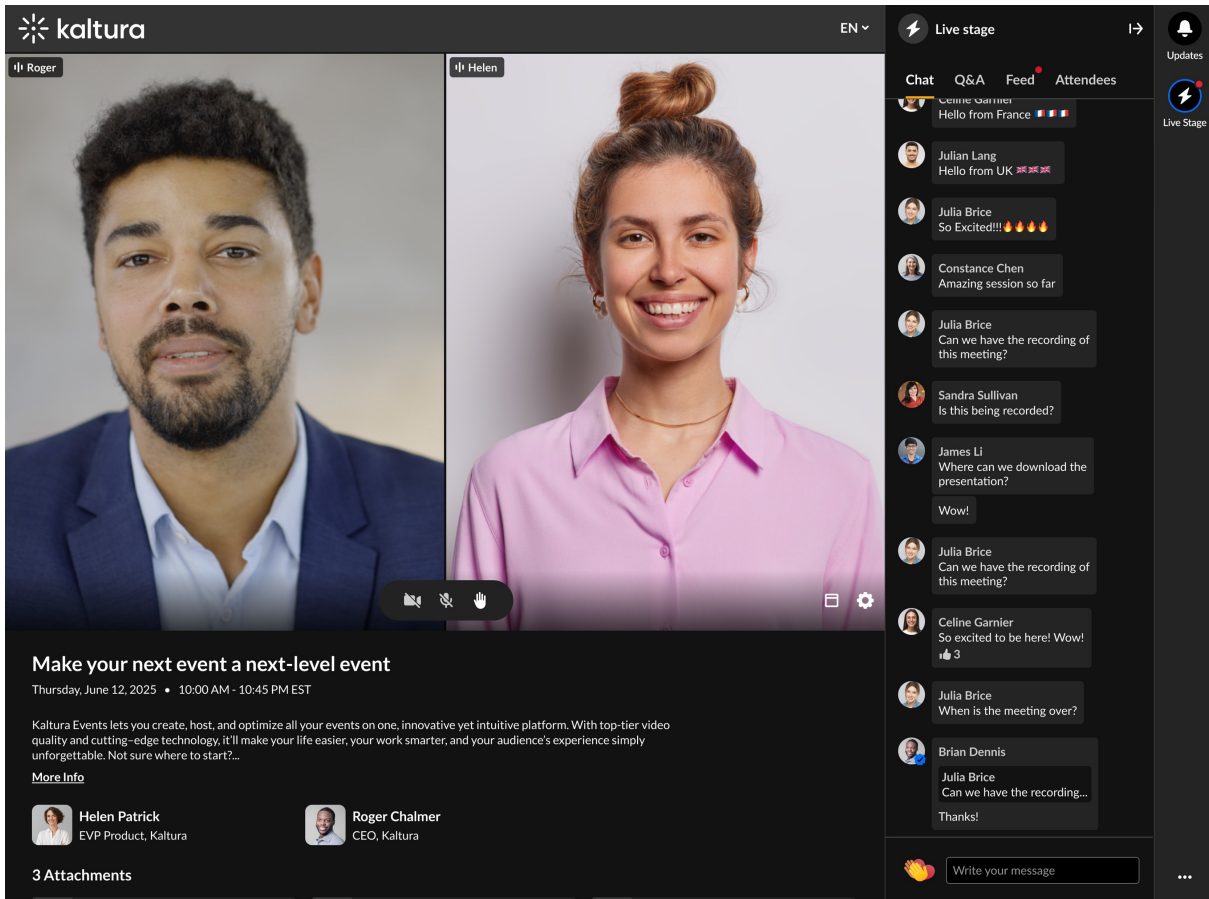 kaltura
EN
Roger
Helen
Make your next event a next-level event
Thursday, June 12, 2025 • 10:00 AM - 10:45 PM EST
Kaltura Events lets you create, host, and optimize all your events on one, innovative yet intuitive platform. With top-tier video
quality and cutting–edge technology, it'll make your life easier, your work smarter, and your audience's experience simply
unforgettable. Not sure where to start?...
More Info
Helen Patrick
EVP Product, Kaltura
Roger Chalmer
CEO, Kaltura
3 Attachments
Live stage
Chat Q&A Feed Attendees
Celine Garnier
Hello from France 🇫🇷🇫🇷🇫🇷
Julian Lang
Hello from UK 🇬🇧🇬🇧🇬🇧
Julia Brice
So Excited!!!🔥🔥🔥🔥
Constance Chen
Amazing session so far
Julia Brice
Can we have the recording of
this meeting?
Sandra Sullivan
Is this being recorded?
James Li
Where can we download the
presentation?
Wow!
Julia Brice
Can we have the recording of
this meeting?
Celine Garnier
So excited to be here! Wow!
👍 3
Julia Brice
When is the meeting over?
Brian Dennis
Julia Brice
Can we have the recording...
Thanks!
Write your message
Updates
Live Stage